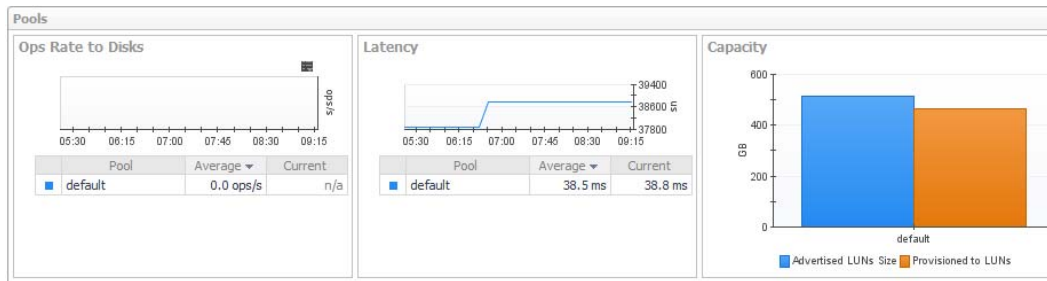 Pools
Ops Rate to Disks
ops/s
05:30 06:15 07:00 07:45 08:30 09:15
Pool Average Current
default 0.0 ops/s n/a
Latency
39400
38600
37800
us
05:30 06:15 07:00 07:45 08:30 09:15
Pool Average Current
default 38.5 ms 38.8 ms
Capacity
600
400
200
0
GB
default
Advertised LUNs Size Provisioned to LUNs